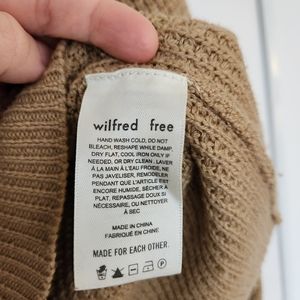 wilfred free
HAND WASH COLD, DO NOT
BLEACH, RESHAPE WHILE DAMP,
DRY FLAT, COOL IRON ONLY IF
NEEDED, OR DRY CLEAN , LAVER
À LA MAIN À L'EAU FROIDE, NE
PAS JAVELISER, REMODELER
PENDANT QUE L'ARTICLE EST
ENCORE HUMIDE, SÉCHER À
PLAT, REPASSAGE DOUX SI
NÉCESSAIRE, OU NETTOYER
À SEC
MADE IN CHINA
FABRIQUÉ EN CHINE
MADE FOR EACH OTHER.
P